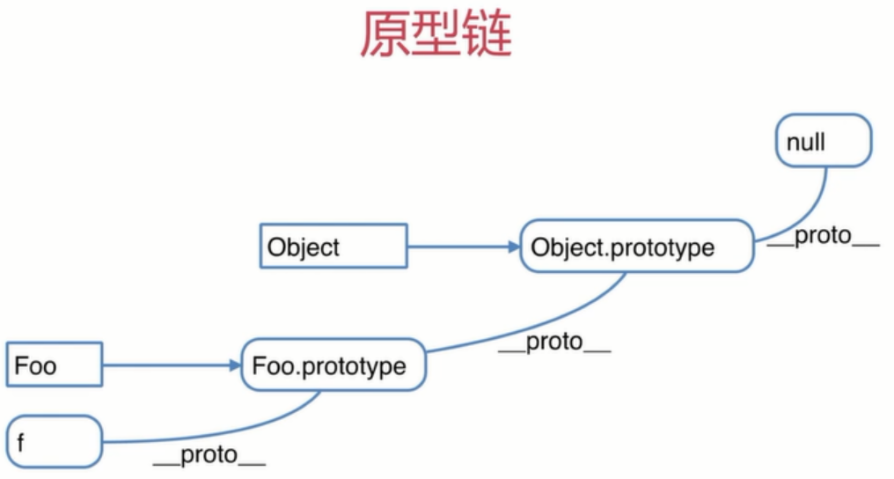 原型链
null
__proto__
Object
Object.prototype
__proto__
Foo
Foo.prototype
f
__proto__